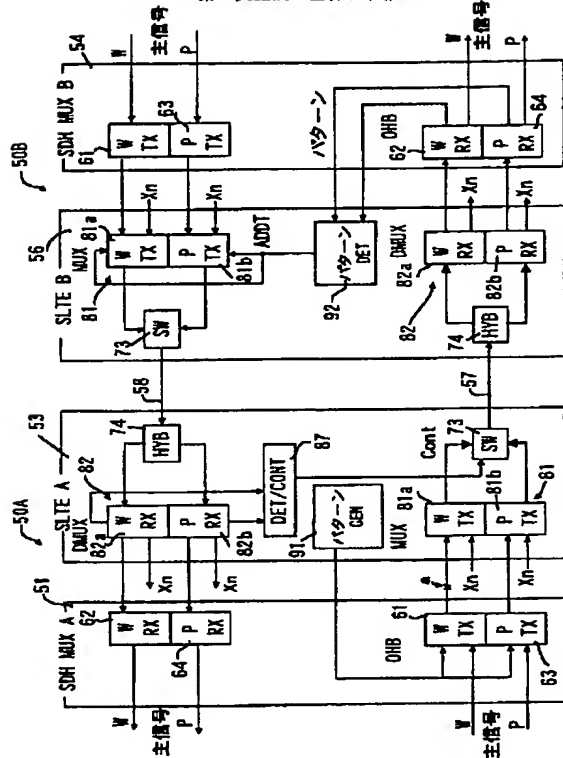 50A
50B
SDH MUX A
51
SLTE A
53
SLTE B
56
SDH MUX B
54
W
主信号
P
62
W
RX
P
RX
64
Xn
Xn
DMUX
82
W
RX
P
RX
82a
82b
HYB
74
DET/CONT
87
パターン
GEN
91
58
SW
73
MUX
81a
81
W
TX
P
TX
81b
Xn
Xn
ADDT
61
W
TX
P
TX
63
W
主信号
P
W
主信号
P
OHB
61
W
TX
P
TX
63
a
MUX
81a
W
TX
P
TX
81b
81
Xn
Xn
Cont
73
SW
57
パターン
DET
92
74
HYB
DMUX
82a
82
W
RX
P
RX
82b
Xn
Xn
パターン
OHB
62
W
RX
P
RX
64
W
主信号
P